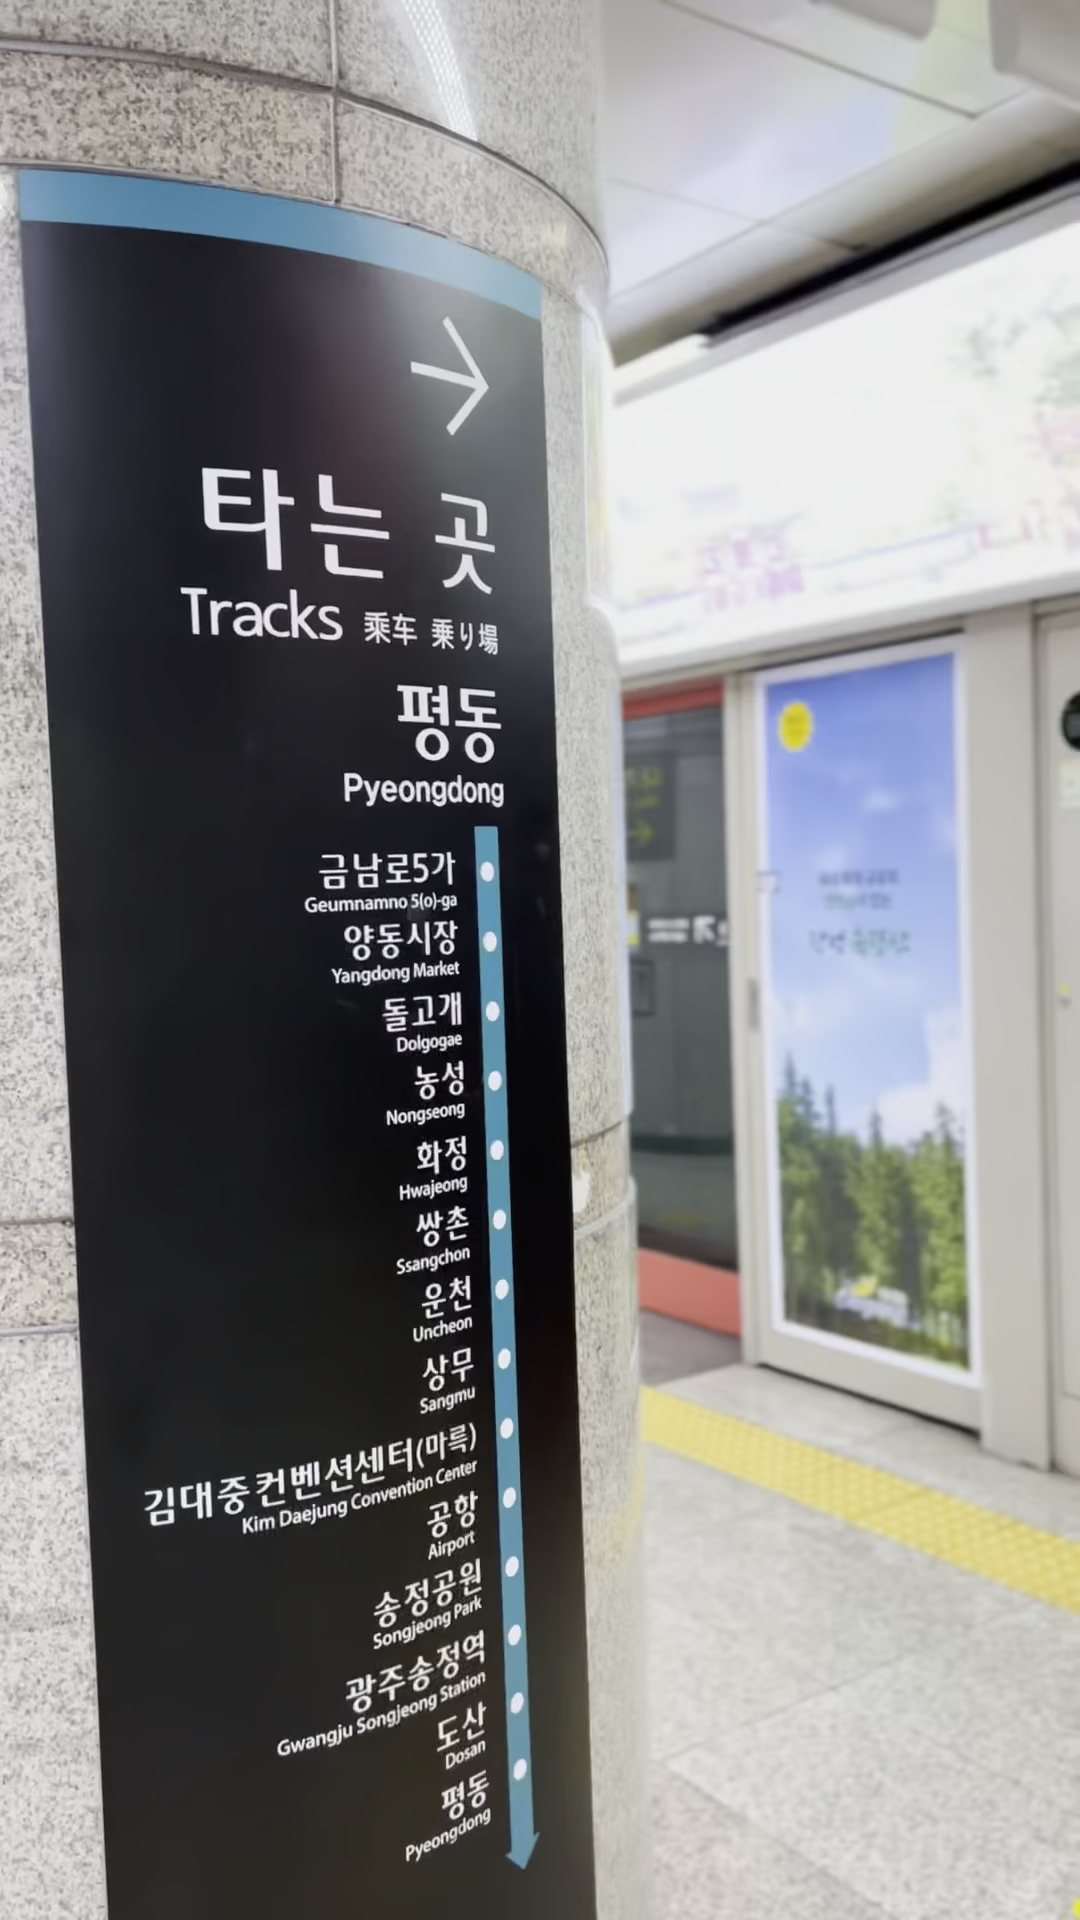 타는 곳
Tracks 乘车 乗り場
평동
Pyeongdong
금남로5가
Geumnamno 5(o)-ga
양동시장
Yangdong Market
돌고개
Dolgogae
농성
Nongseong
화정
Hwajeong
쌍촌
Ssangchon
운천
Uncheon
상무
Sangmu
김대중컨벤션센터(마륵)
Kim Daejung Convention Center
공항
Airport
송정공원
Songjeong Park
광주송정역
Gwangju Songjeong Station
도산
Dosan
평동
Pyeongdong